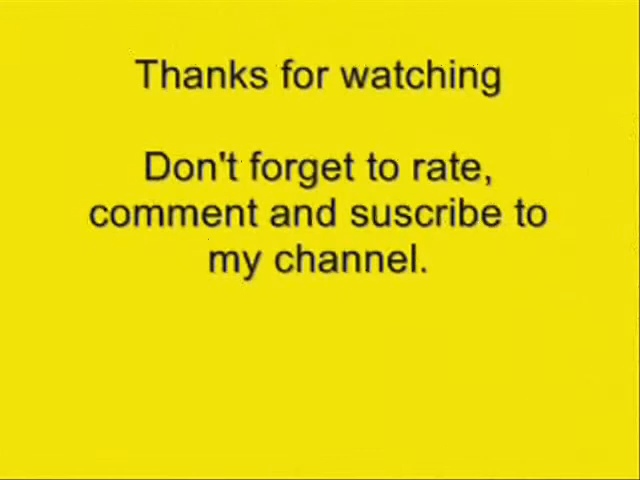 Thanks for watching
Don't forget to rate,
comment and suscribe to
my channel.